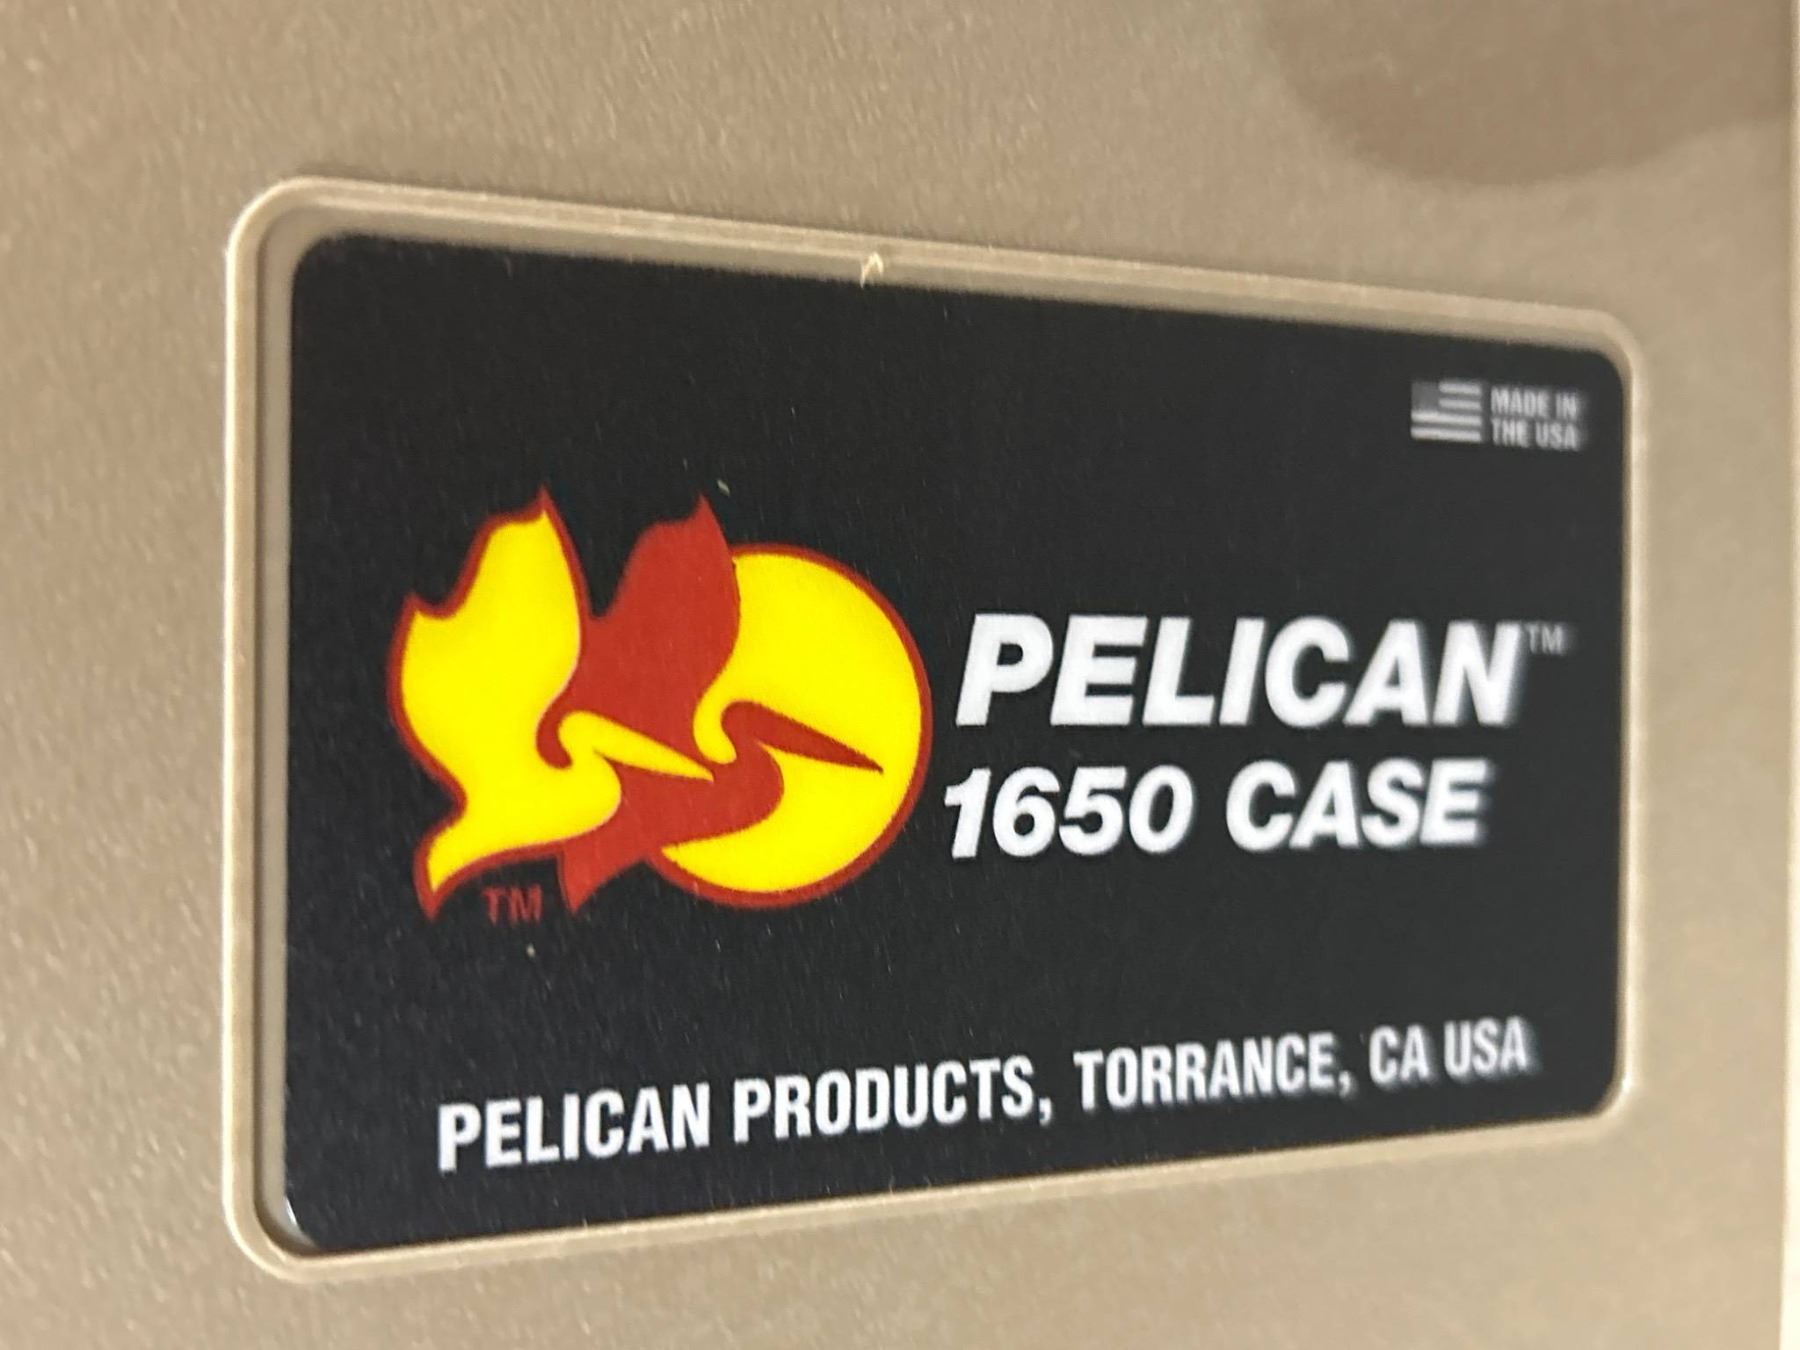 MADE IN
THE USA
PELICAN™
1650 CASE
TM
PELICAN PRODUCTS, TORRANCE, CA USA